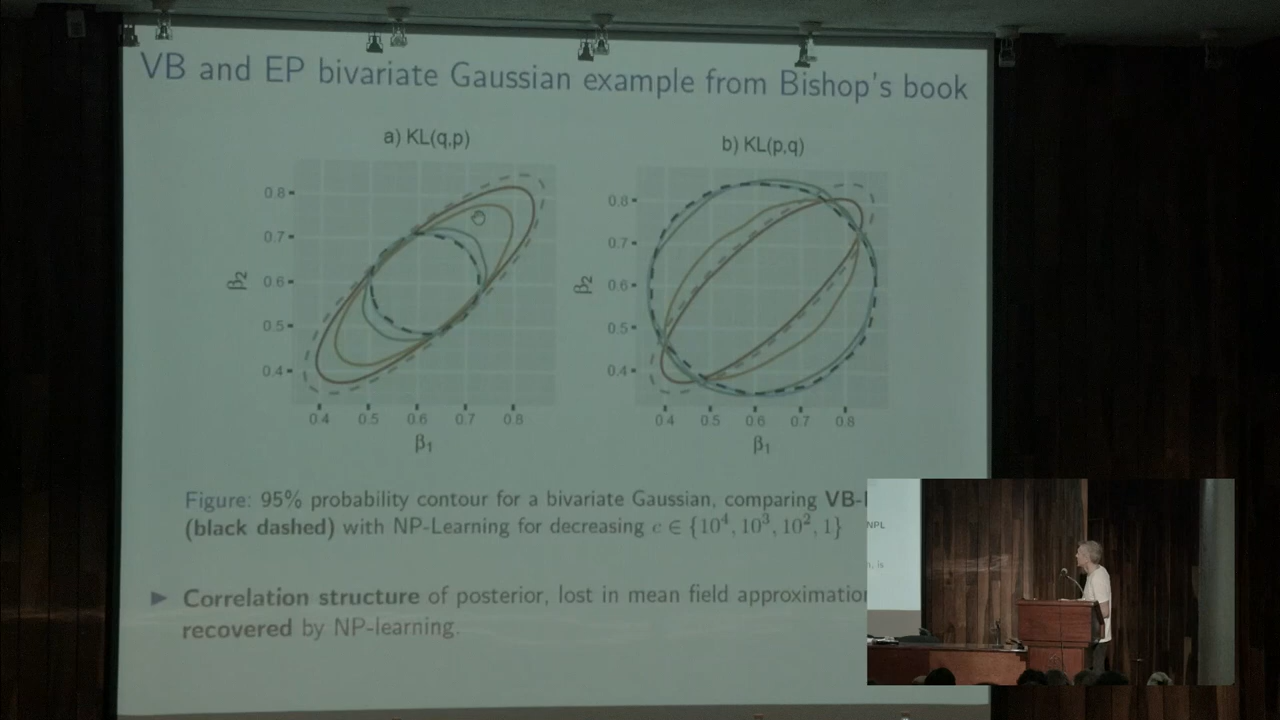 VB and EP bivariate Gaussian example from Bishop's book
a) KL(q,p)
b) KL(p,q)
0.8
0.7
0.6
0.5
0.4
β2
0.4 0.5 0.6 0.7 0.8
β1
0.8
0.7
0.6
0.5
0.4
β2
0.4 0.5 0.6 0.7 0.8
β1
Figure: 95% probability contour for a bivariate Gaussian, comparing
(black dashed) with NP-Learning for decreasing c ∈ {10⁴, 10³, 10², 1}
► Correlation structure of posterior, lost in mean field
recovered by NP-learning.
NPL
is